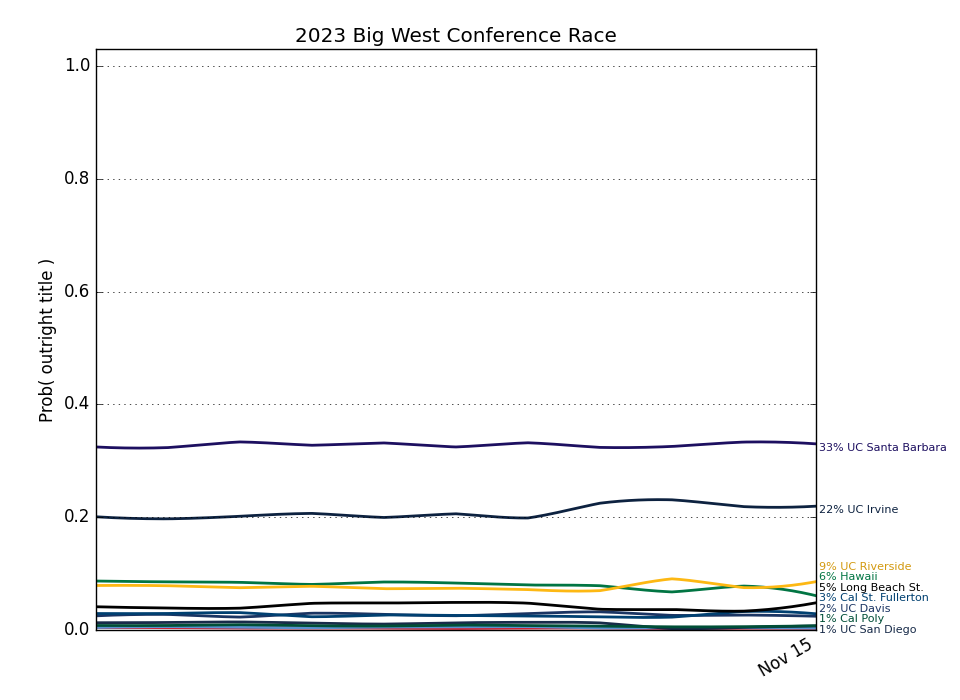 2023 Big West Conference Race
Prob( outright title )
1.0
0.8
0.6
0.4
0.2
0.0
33% UC Santa Barbara
22% UC Irvine
9% UC Riverside
6% Hawaii
5% Long Beach St.
3% Cal St. Fullerton
2% UC Davis
1% Cal Poly
1% UC San Diego
Nov 15